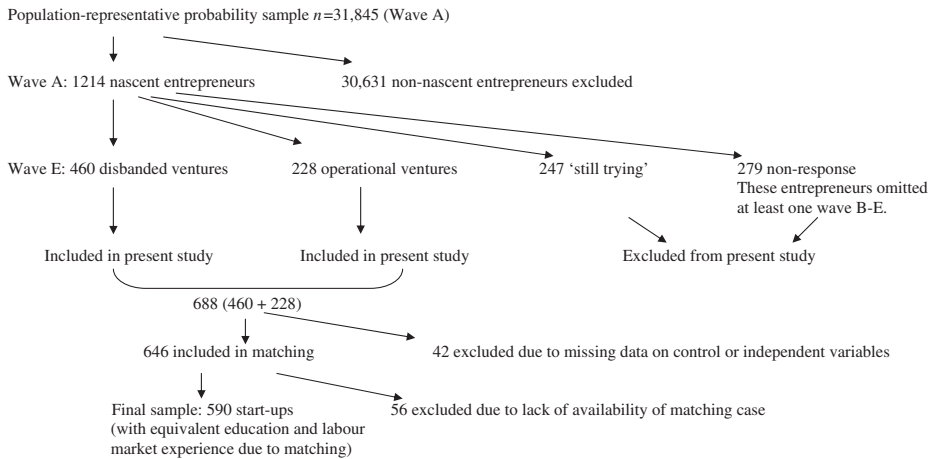 Population-representative probability sample n=31,845 (Wave A)
Wave A: 1214 nascent entrepreneurs
30,631 non-nascent entrepreneurs excluded
Wave E: 460 disbanded ventures
228 operational ventures
247 ‘still trying’
279 non-response
These entrepreneurs omitted
at least one wave B-E.
Included in present study
Included in present study
Excluded from present study
688 (460 + 228)
646 included in matching
42 excluded due to missing data on control or independent variables
Final sample: 590 start-ups
(with equivalent education and labour
market experience due to matching)
56 excluded due to lack of availability of matching case